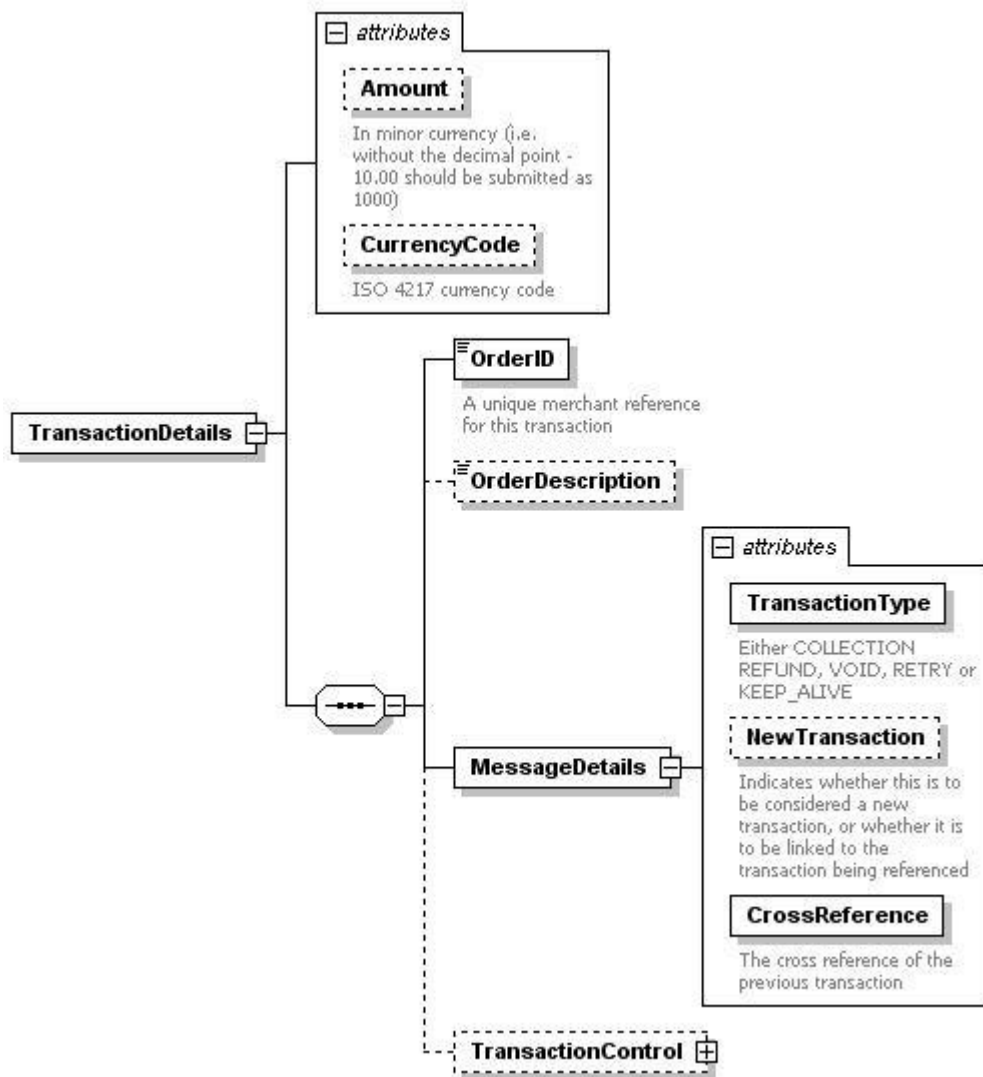 attributes
Amount
In minor currency (i.e.
without the decimal point -
10.00 should be submitted as
1000)
CurrencyCode
ISO 4217 currency code
TransactionDetails
OrderID
A unique merchant reference
for this transaction
OrderDescription
MessageDetails
attributes
TransactionType
Either COLLECTION
REFUND, VOID, RETRY or
KEEP_ALIVE
NewTransaction
Indicates whether this is to
be considered a new
transaction, or whether it is
to be linked to the
transaction being referenced
CrossReference
The cross reference of the
previous transaction
TransactionControl